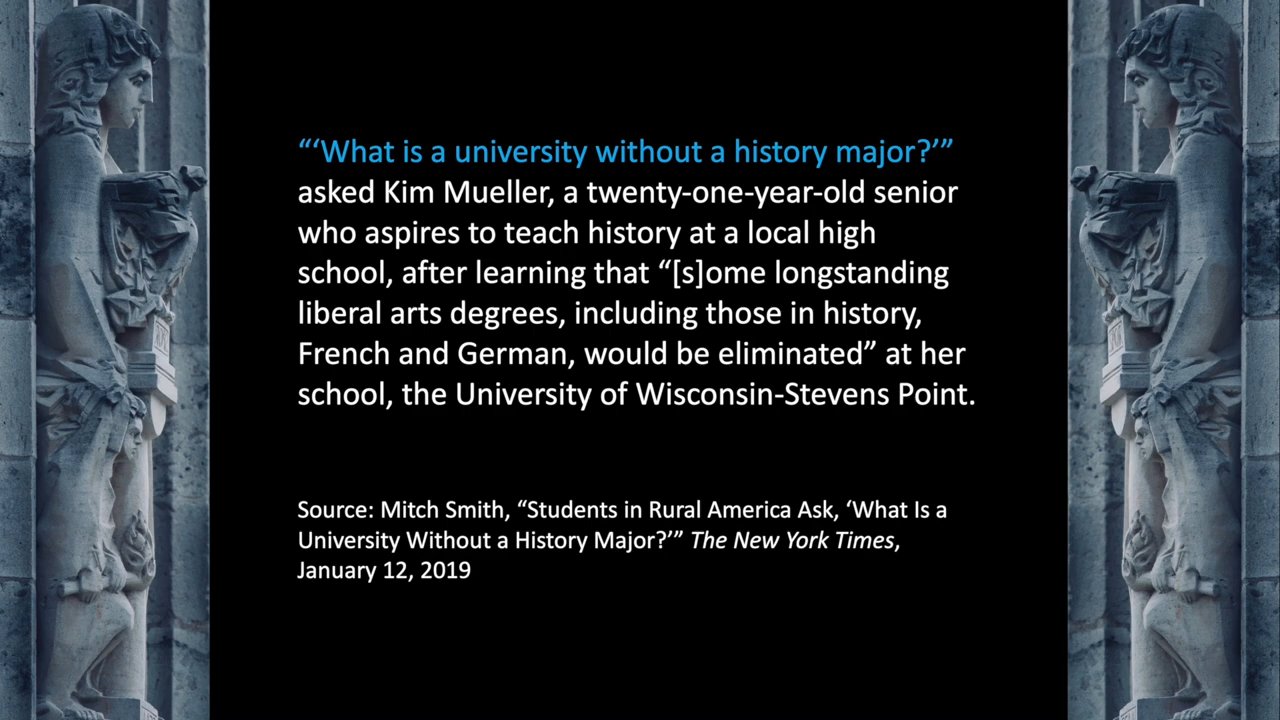 “‘What is a university without a history major?’”
asked Kim Mueller, a twenty-one-year-old senior
who aspires to teach history at a local high
school, after learning that “[s]ome longstanding
liberal arts degrees, including those in history,
French and German, would be eliminated” at her
school, the University of Wisconsin-Stevens Point.
Source: Mitch Smith, “Students in Rural America Ask, ‘What Is a
University Without a History Major?’” The New York Times,
January 12, 2019